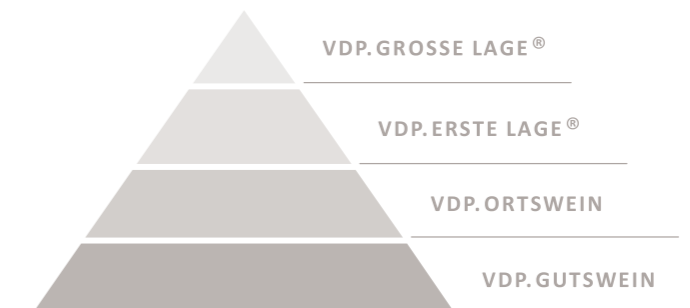 VDP.GROSSE LAGE®
VDP.ERSTE LAGE®
VDP.ORTSWEIN
VDP.GUTSWEIN